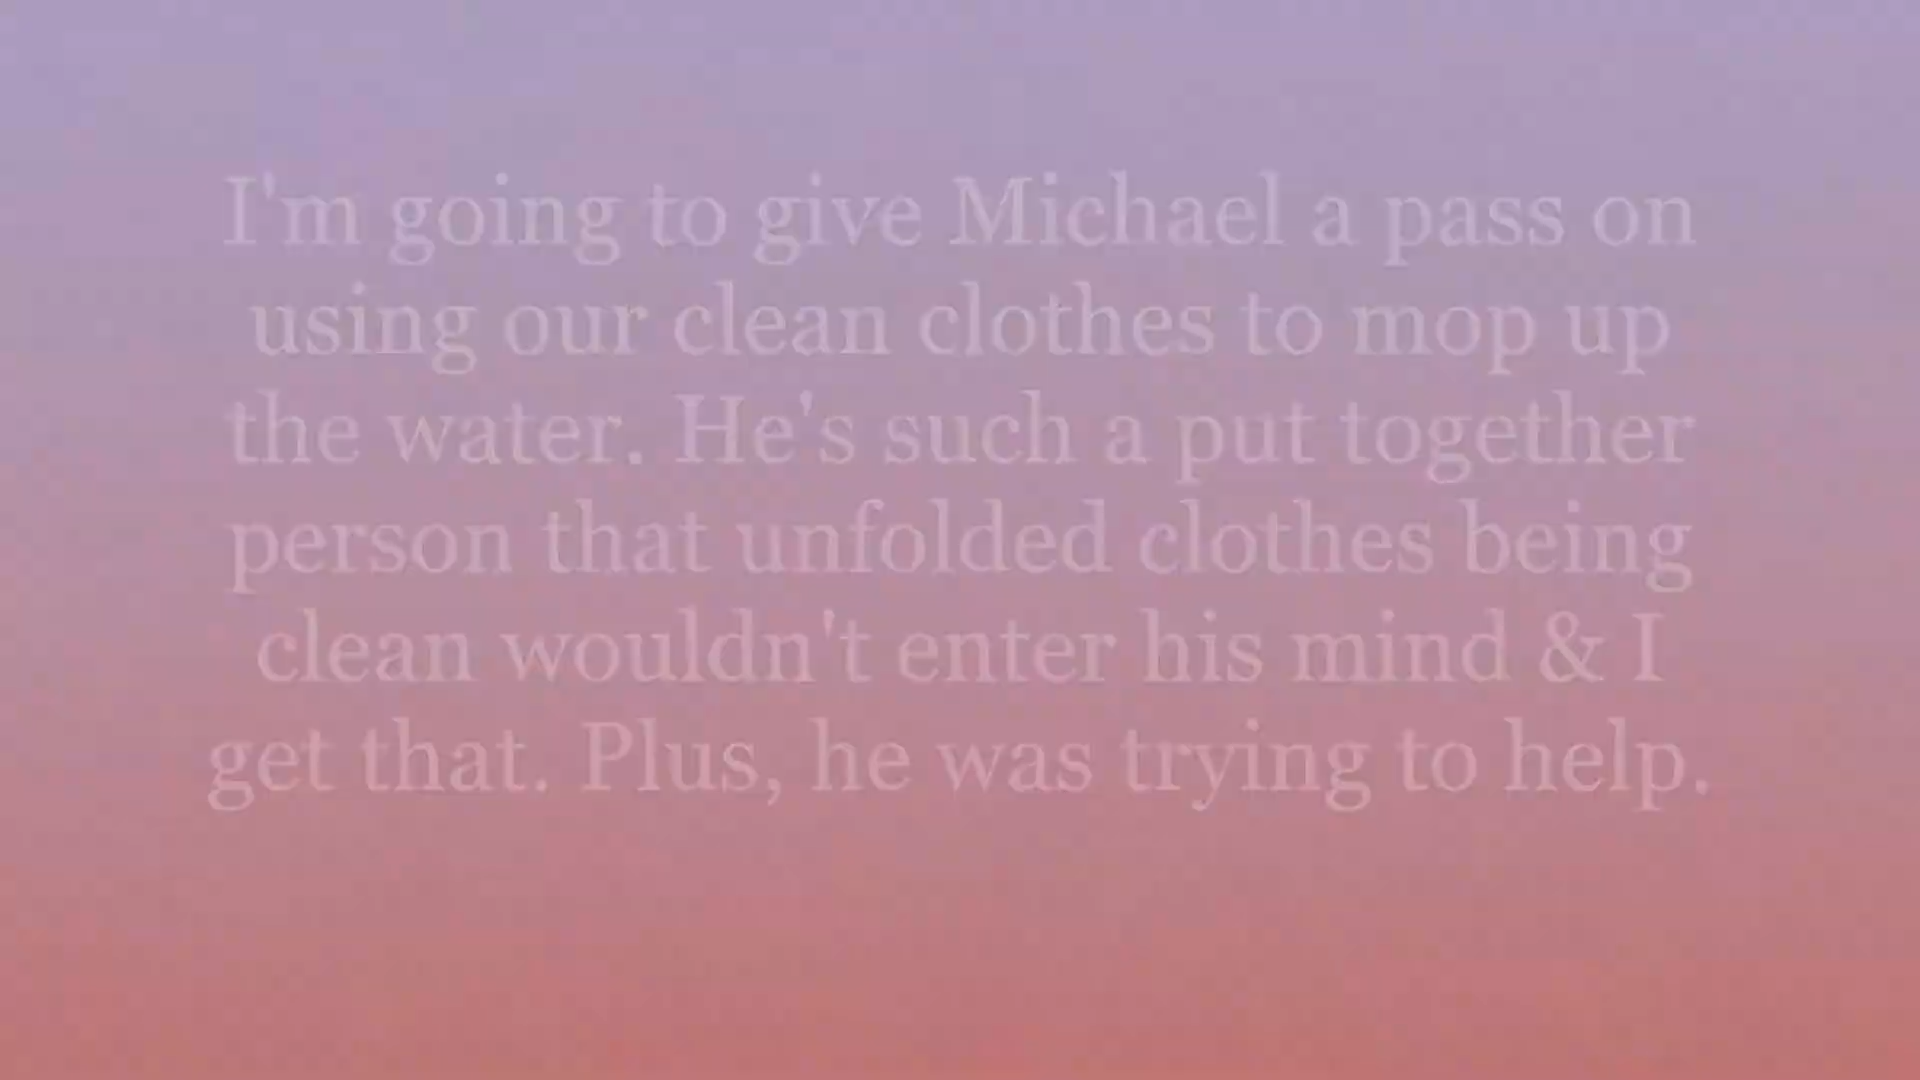 I'm going to give Michael a pass on
using our clean clothes to mop up
the water. He's such a put together
person that unfolded clothes being
clean wouldn't enter his mind & I
get that. Plus, he was trying to help.